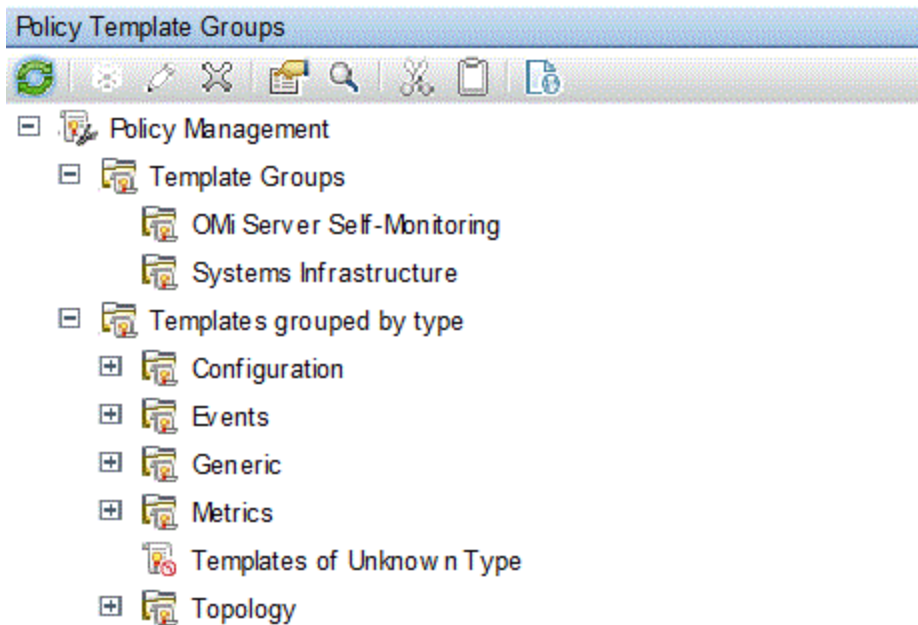 Policy Template Groups
Policy Management
Template Groups
OMi Server Self-Monitoring
Systems Infrastructure
Templates grouped by type
Configuration
Events
Generic
Metrics
Templates of Unknown Type
Topology